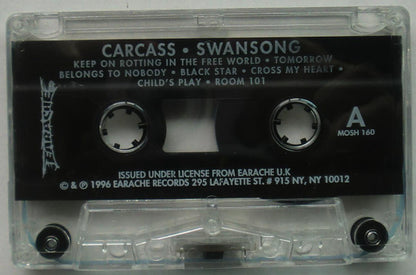 CARCASS • SWANSONG
KEEP ON ROTTING IN THE FREE WORLD • TOMORROW
BELONGS TO NOBODY • BLACK STAR • CROSS MY HEART •
CHILD'S PLAY • ROOM 101
EARACHE
A
MOSH 160
ISSUED UNDER LICENSE FROM EARACHE U.K
© & ℗ 1996 EARACHE RECORDS 295 LAFAYETTE ST. # 915 NY, NY 10012